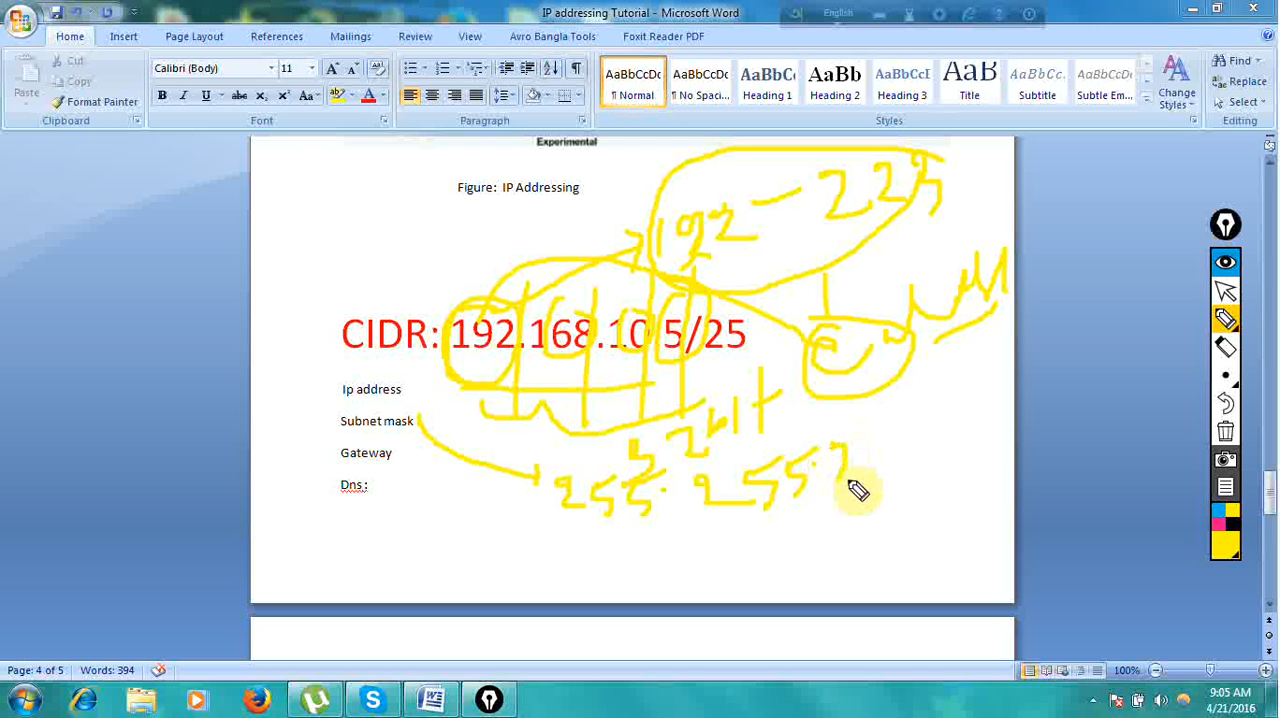 IP addressing Tutorial - Microsoft Word
English
Home Insert Page Layout References Mailings Review View Avro Bangla Tools Foxit Reader PDF
Paste
Cut
Copy
Format Painter
Clipboard
Calibri (Body) 11
Font
Paragraph
AaBbCcDc AaBbCcDc AaBbC AaBb AaBbCcI AaB AaBbCc. AaBbCcDc
¶ Normal ¶ No Spaci... Heading 1 Heading 2 Heading 3 Title Subtitle Subtle Em...
Styles
Change Styles
Find
Replace
Select
Editing
Experimental
Figure: IP Addressing
192 - 223
CIDR: 192.168.10.5/25
Ip address
Subnet mask
Gateway
Dns :
32bit
255. 255.
Page: 4 of 5 Words: 394 100%
9:05 AM
4/21/2016